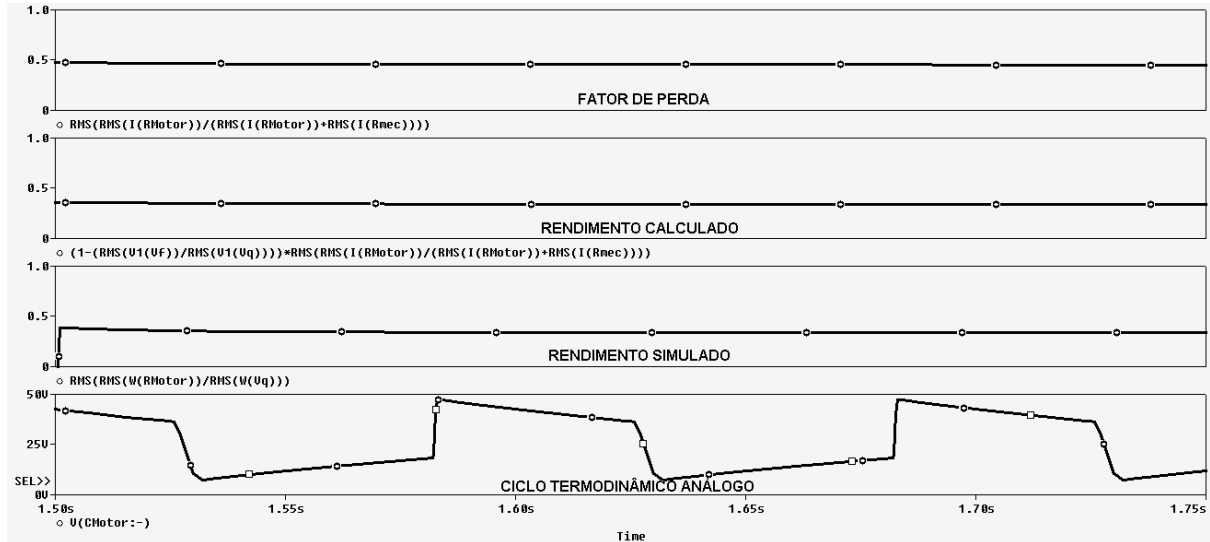 1.0
0.5
0
FATOR DE PERDA
RMS(RMS(I(RMotor))/(RMS(I(RMotor))+RMS(I(Rmec))))
1.0
0.5
0
RENDIMENTO CALCULADO
(1-(RMS(V1(Vf))/RMS(V1(Vq))))*RMS(RMS(I(RMotor))/(RMS(I(RMotor))+RMS(I(Rmec))))
1.0
0.5
0
RENDIMENTO SIMULADO
RMS(RMS(W(RMotor))/RMS(W(Vq)))
50V
25V
SEL>>
0V
CICLO TERMODINÂMICO ANÁLOGO
1.50s 1.55s 1.60s 1.65s 1.70s 1.75s
V(CMotor:-)
Time